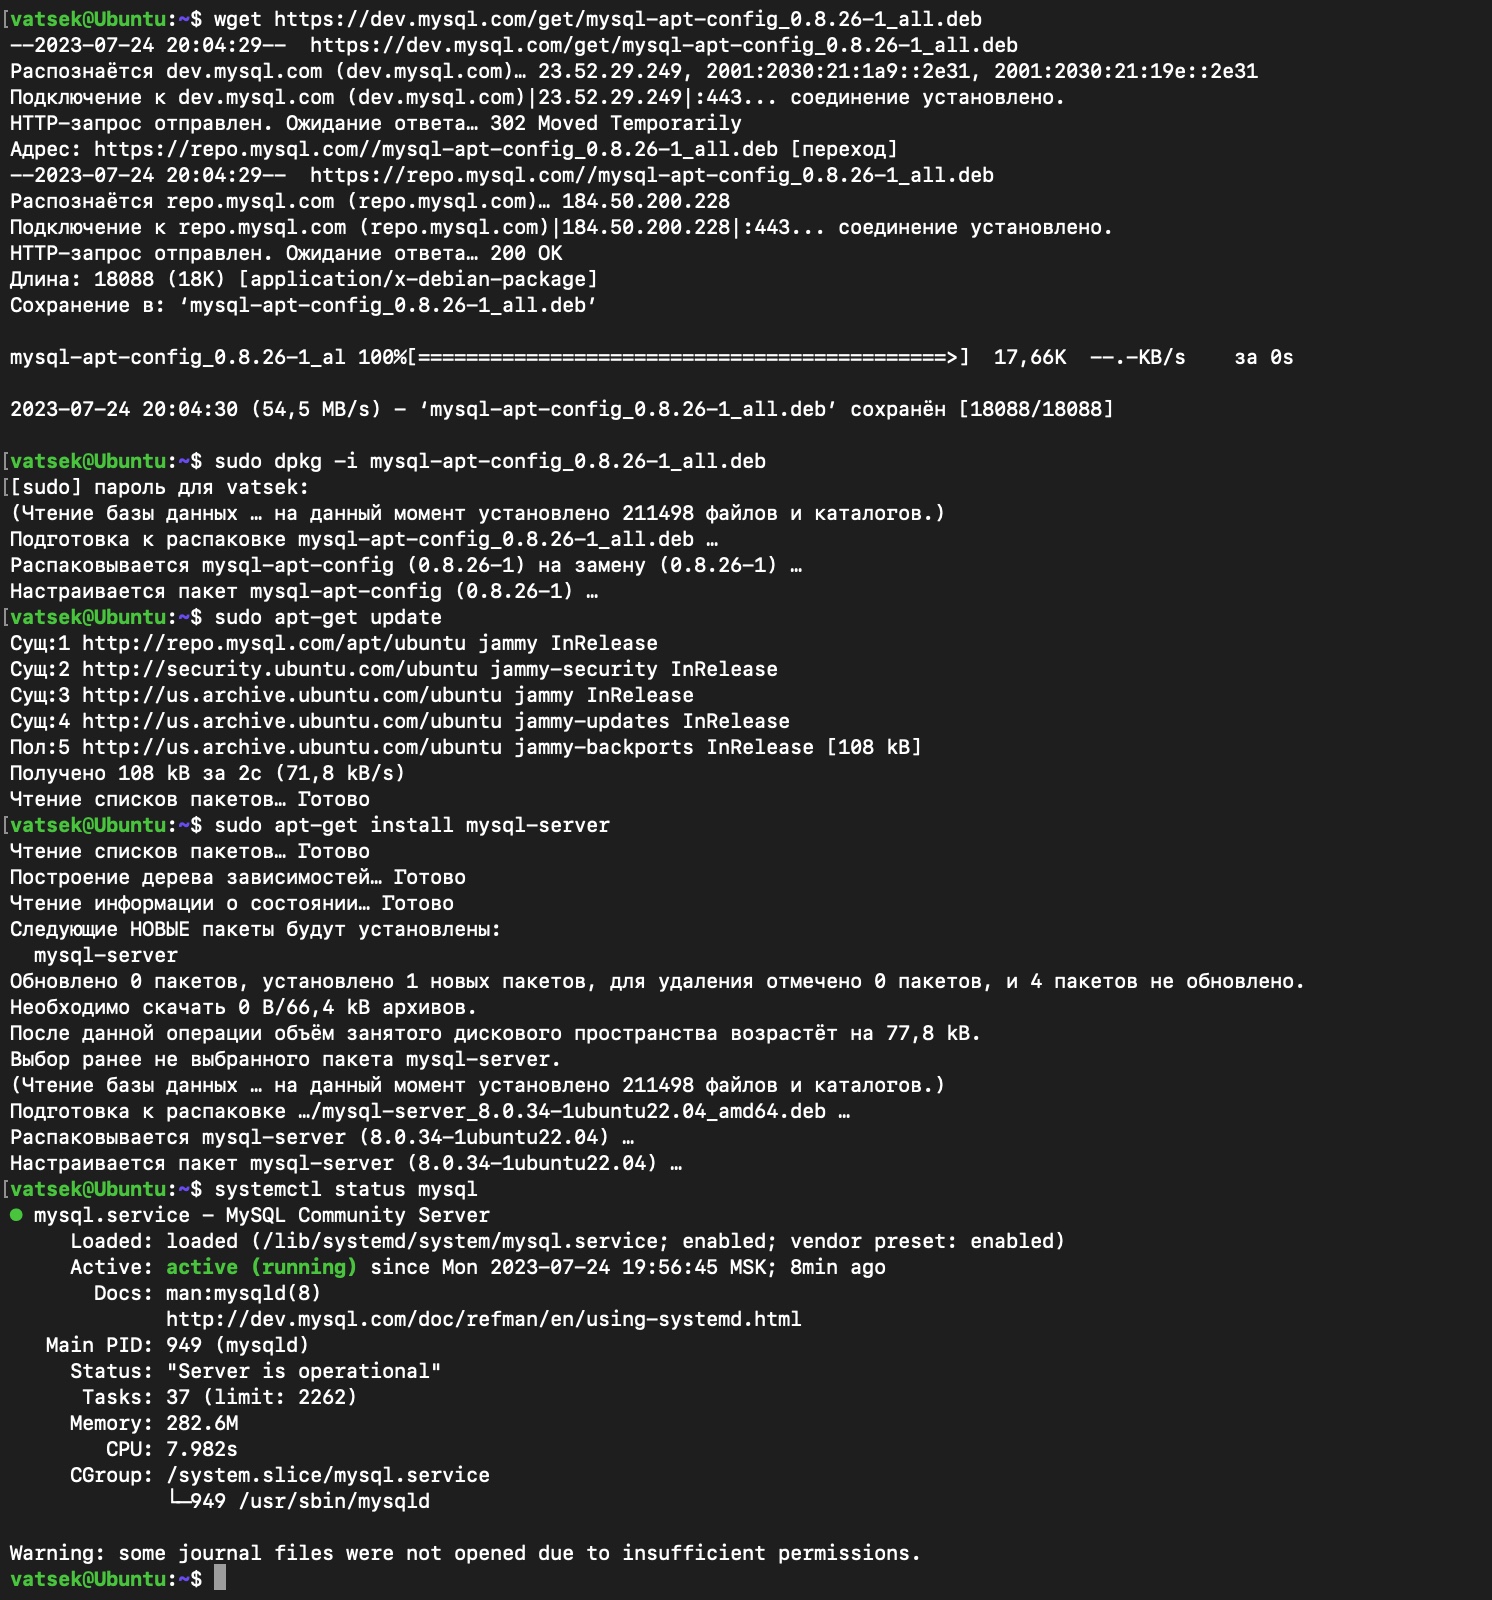 [vatsek@Ubuntu:~$ wget https://dev.mysql.com/get/mysql-apt-config_0.8.26-1_all.deb
--2023-07-24 20:04:29--  https://dev.mysql.com/get/mysql-apt-config_0.8.26-1_all.deb
Распознаётся dev.mysql.com (dev.mysql.com)… 23.52.29.249, 2001:2030:21:1a9::2e31, 2001:2030:21:19e::2e31
Подключение к dev.mysql.com (dev.mysql.com)|23.52.29.249|:443... соединение установлено.
HTTP-запрос отправлен. Ожидание ответа… 302 Moved Temporarily
Адрес: https://repo.mysql.com//mysql-apt-config_0.8.26-1_all.deb [переход]
--2023-07-24 20:04:29--  https://repo.mysql.com//mysql-apt-config_0.8.26-1_all.deb
Распознаётся repo.mysql.com (repo.mysql.com)… 184.50.200.228
Подключение к repo.mysql.com (repo.mysql.com)|184.50.200.228|:443... соединение установлено.
HTTP-запрос отправлен. Ожидание ответа… 200 OK
Длина: 18088 (18K) [application/x-debian-package]
Сохранение в: ‘mysql-apt-config_0.8.26-1_all.deb’
mysql-apt-config_0.8.26-1_al 100%[============================================>]  17,66K  --.-KB/s    за 0s
2023-07-24 20:04:30 (54,5 MB/s) - ‘mysql-apt-config_0.8.26-1_all.deb’ сохранён [18088/18088]
[vatsek@Ubuntu:~$ sudo dpkg -i mysql-apt-config_0.8.26-1_all.deb
[[sudo] пароль для vatsek:
(Чтение базы данных … на данный момент установлено 211498 файлов и каталогов.)
Подготовка к распаковке mysql-apt-config_0.8.26-1_all.deb …
Распаковывается mysql-apt-config (0.8.26-1) на замену (0.8.26-1) …
Настраивается пакет mysql-apt-config (0.8.26-1) …
[vatsek@Ubuntu:~$ sudo apt-get update
Сущ:1 http://repo.mysql.com/apt/ubuntu jammy InRelease
Сущ:2 http://security.ubuntu.com/ubuntu jammy-security InRelease
Сущ:3 http://us.archive.ubuntu.com/ubuntu jammy InRelease
Сущ:4 http://us.archive.ubuntu.com/ubuntu jammy-updates InRelease
Пол:5 http://us.archive.ubuntu.com/ubuntu jammy-backports InRelease [108 kB]
Получено 108 kB за 2с (71,8 kB/s)
Чтение списков пакетов… Готово
[vatsek@Ubuntu:~$ sudo apt-get install mysql-server
Чтение списков пакетов… Готово
Построение дерева зависимостей… Готово
Чтение информации о состоянии… Готово
Следующие НОВЫЕ пакеты будут установлены:
  mysql-server
Обновлено 0 пакетов, установлено 1 новых пакетов, для удаления отмечено 0 пакетов, и 4 пакетов не обновлено.
Необходимо скачать 0 B/66,4 kB архивов.
После данной операции объём занятого дискового пространства возрастёт на 77,8 kB.
Выбор ранее не выбранного пакета mysql-server.
(Чтение базы данных … на данный момент установлено 211498 файлов и каталогов.)
Подготовка к распаковке …/mysql-server_8.0.34-1ubuntu22.04_amd64.deb …
Распаковывается mysql-server (8.0.34-1ubuntu22.04) …
Настраивается пакет mysql-server (8.0.34-1ubuntu22.04) …
[vatsek@Ubuntu:~$ systemctl status mysql
● mysql.service - MySQL Community Server
     Loaded: loaded (/lib/systemd/system/mysql.service; enabled; vendor preset: enabled)
     Active: active (running) since Mon 2023-07-24 19:56:45 MSK; 8min ago
       Docs: man:mysqld(8)
             http://dev.mysql.com/doc/refman/en/using-systemd.html
   Main PID: 949 (mysqld)
     Status: "Server is operational"
      Tasks: 37 (limit: 2262)
     Memory: 282.6M
        CPU: 7.982s
     CGroup: /system.slice/mysql.service
             └─949 /usr/sbin/mysqld
Warning: some journal files were not opened due to insufficient permissions.
vatsek@Ubuntu:~$